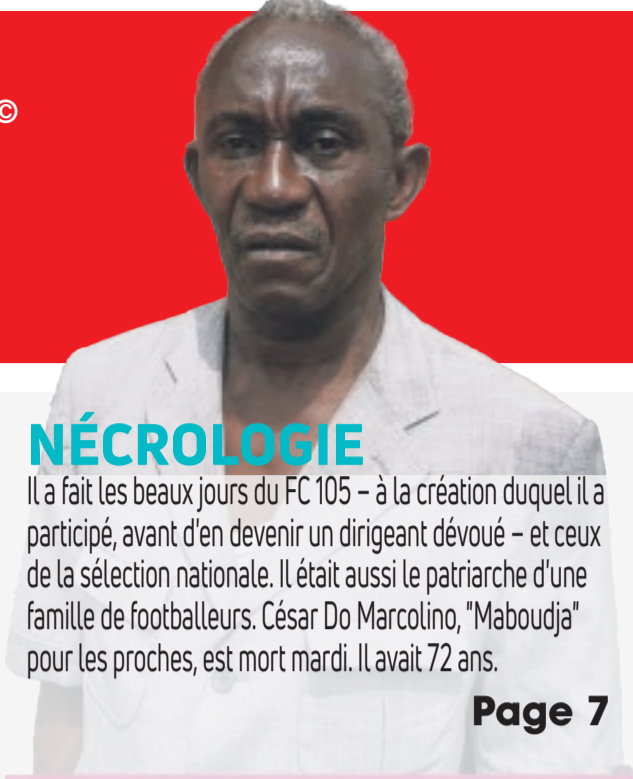 ©
NÉCROLOGIE
Il a fait les beaux jours du FC 105 – à la création duquel il a
participé, avant d'en devenir un dirigeant dévoué – et ceux
de la sélection nationale. Il était aussi le patriarche d'une
famille de footballeurs. César Do Marcolino, "Maboudja"
pour les proches, est mort mardi. Il avait 72 ans.
Page 7